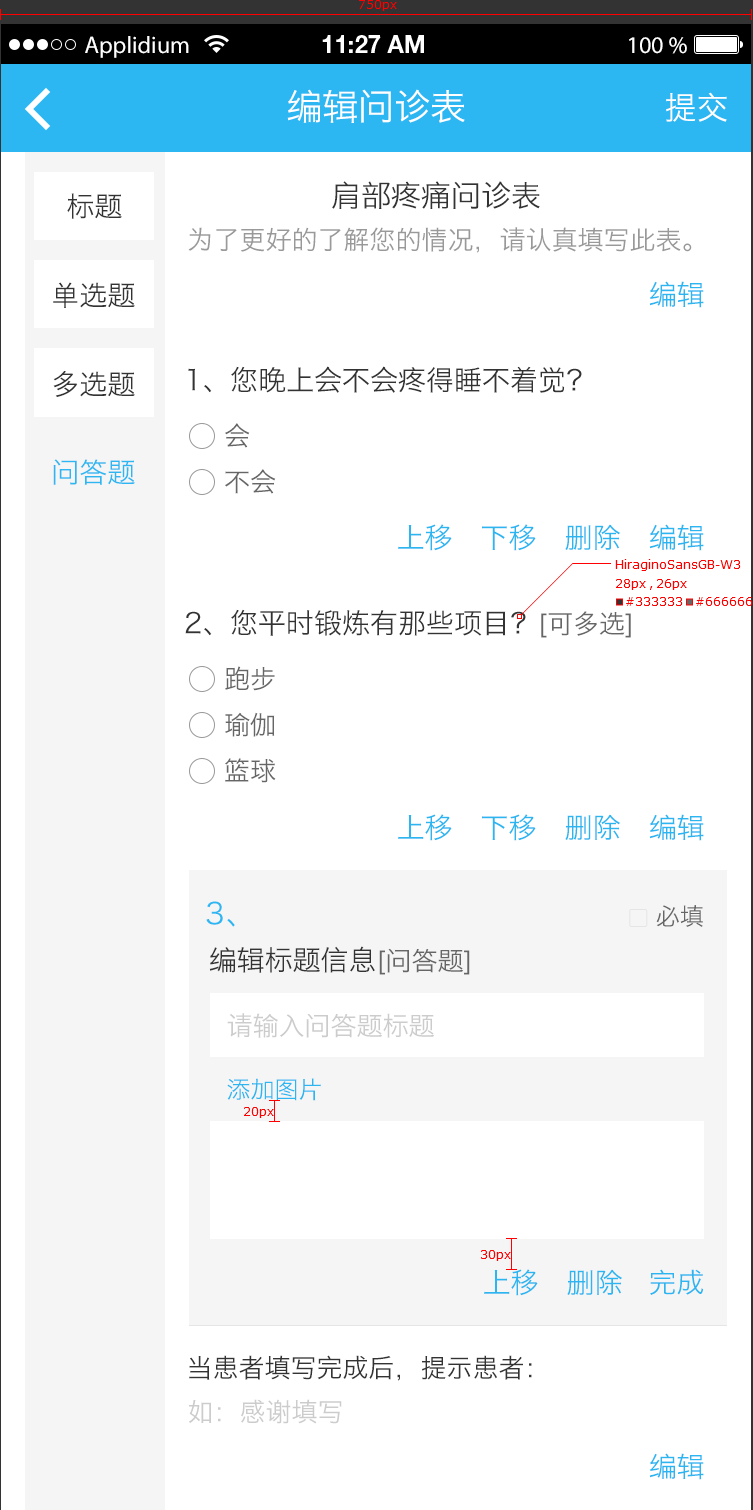 750px
Applidium 11:27 AM 100 %
编辑问诊表 提交
标题
单选题
多选题
问答题
肩部疼痛问诊表
为了更好的了解您的情况，请认真填写此表。
编辑
1、您晚上会不会疼得睡不着觉？
会
不会
上移 下移 删除 编辑
HiraginoSansGB-W3
28px , 26px
#333333 #666666
2、您平时锻炼有那些项目？[可多选]
跑步
瑜伽
篮球
上移 下移 删除 编辑
3、 必填
编辑标题信息[问答题]
请输入问答题标题
添加图片
20px
30px
上移 删除 完成
当患者填写完成后，提示患者：
如：感谢填写
编辑